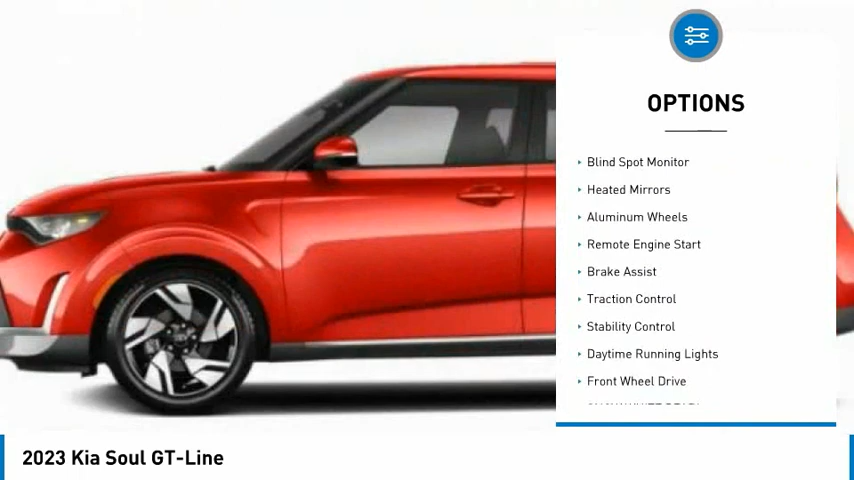 OPTIONS
Blind Spot Monitor
Heated Mirrors
Aluminum Wheels
Remote Engine Start
Brake Assist
Traction Control
Stability Control
Daytime Running Lights
Front Wheel Drive
2023 Kia Soul GT-Line